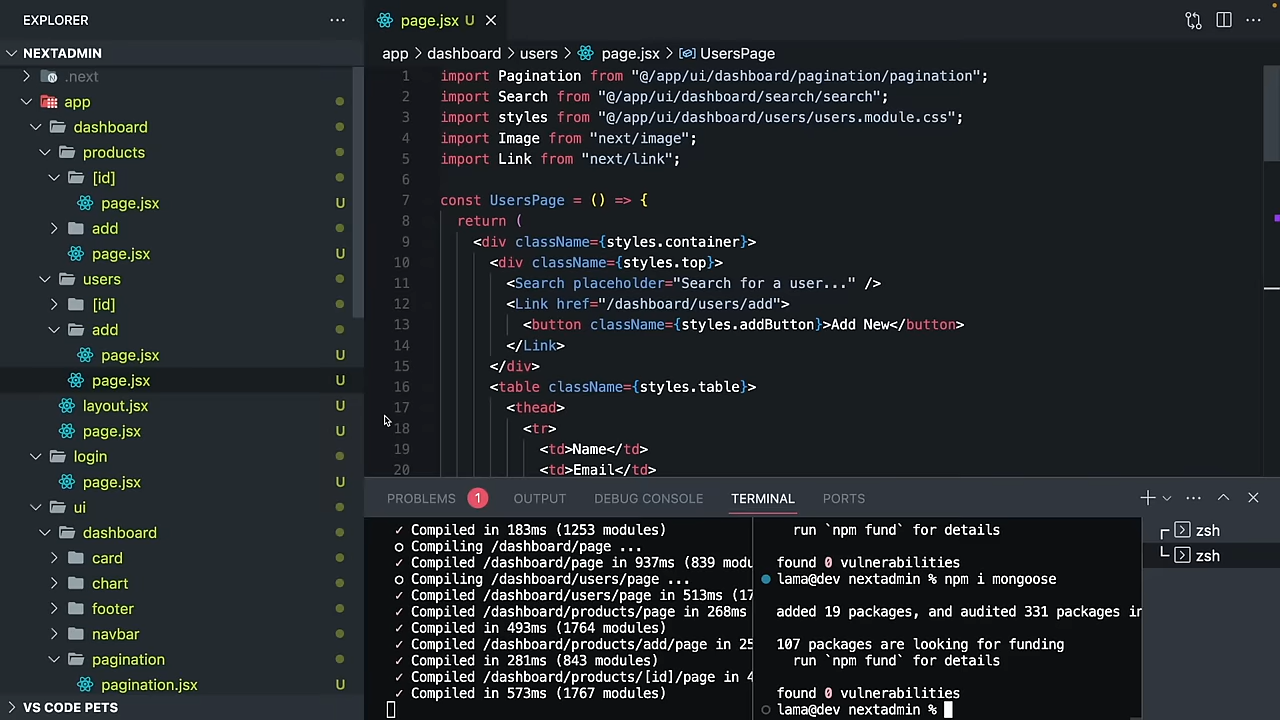 EXPLORER
NEXTADMIN
.next
app
dashboard
products
[id]
page.jsx U
add
page.jsx U
users
[id]
add
page.jsx U
page.jsx U
layout.jsx U
page.jsx U
login
page.jsx U
ui
dashboard
card
chart
footer
navbar
pagination
pagination.jsx U
VS CODE PETS
page.jsx U
app > dashboard > users > page.jsx > UsersPage
1 import Pagination from "@/app/ui/dashboard/pagination/pagination";
2 import Search from "@/app/ui/dashboard/search/search";
3 import styles from "@/app/ui/dashboard/users/users.module.css";
4 import Image from "next/image";
5 import Link from "next/link";
6
7 const UsersPage = () => {
8 return (
9 <div className={styles.container}>
10 <div className={styles.top}>
11 <Search placeholder="Search for a user..." />
12 <Link href="/dashboard/users/add">
13 <button className={styles.addButton}>Add New</button>
14 </Link>
15 </div>
16 <table className={styles.table}>
17 <thead>
18 <tr>
19 <td>Name</td>
20 <td>Email</td>
PROBLEMS 1 OUTPUT DEBUG CONSOLE TERMINAL PORTS
✓ Compiled in 183ms (1253 modules)
○ Compiling /dashboard/page ...
✓ Compiled /dashboard/page in 937ms (839 modu
○ Compiling /dashboard/users/page ...
✓ Compiled /dashboard/users/page in 513ms (17
✓ Compiled /dashboard/products/page in 268ms
✓ Compiled in 493ms (1764 modules)
✓ Compiled /dashboard/products/add/page in 25
✓ Compiled in 281ms (843 modules)
✓ Compiled /dashboard/products/[id]/page in 4
✓ Compiled in 573ms (1767 modules)
run `npm fund` for details
found 0 vulnerabilities
lama@dev nextadmin % npm i mongoose
added 19 packages, and audited 331 packages in
107 packages are looking for funding
run `npm fund` for details
found 0 vulnerabilities
lama@dev nextadmin %
zsh
zsh